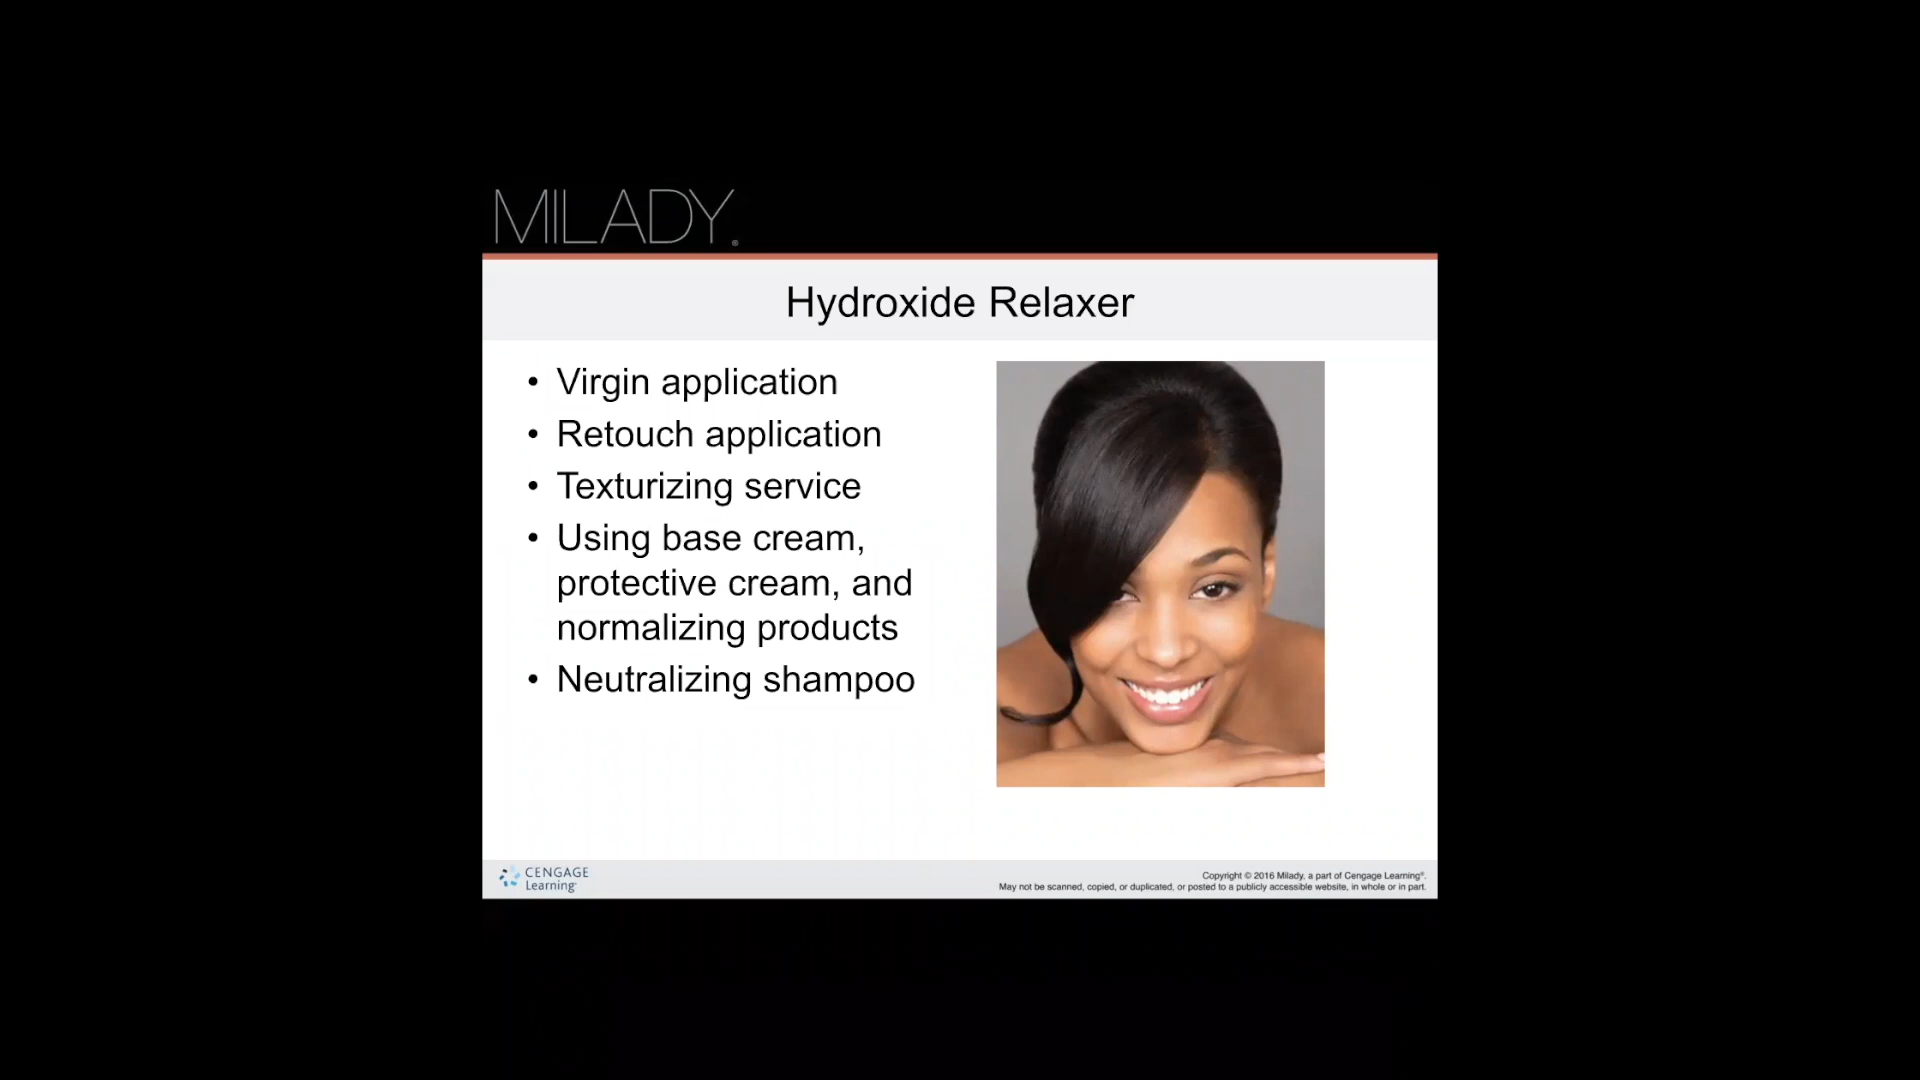 MILADY®
Hydroxide Relaxer
• Virgin application
• Retouch application
• Texturizing service
• Using base cream,
protective cream, and
normalizing products
• Neutralizing shampoo
CENGAGE
Learning™
Copyright © 2016 Milady, a part of Cengage Learning®.
May not be scanned, copied, or duplicated, or posted to a publicly accessible website, in whole or in part.